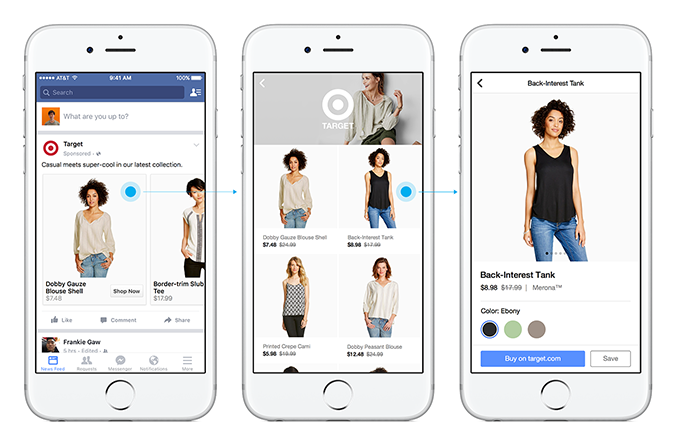 AT&T 9:41 AM 100%
Search
What are you up to?
Target
Sponsored
Casual meets super-cool in our latest collection.
Dobby Gauze
Blouse Shell
$7.48
Shop Now
Border-trim Slub
Tee
$17.99
Like Comment Share
Frankie Gaw
5 hrs · Edited
News Feed Requests Messenger Notifications More
TARGET
Dobby Gauze Blouse Shell
$7.48 $24.99
Back-Interest Tank
$8.98 $17.99
Printed Crepe Cami
$5.98 $19.99
Dobby Peasant Blouse
$12.48 $24.99
Back-Interest Tank
Back-Interest Tank
$8.98 $17.99 | Merona™
Color: Ebony
Buy on target.com Save